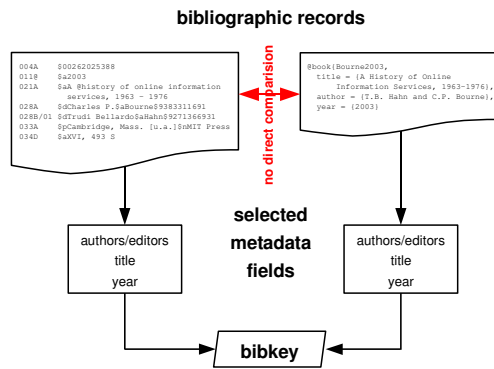 bibliographic records
004A $00262025388
011@ $a2003
021A $aA @history of online information
services, 1963 - 1976
028A $dCharles P.$aBourne$9383311691
028B/01 $dTrudi Bellardo$aHahn$9271366931
033A $pCambridge, Mass. [u.a.]$nMIT Press
034D $aXVI, 493 S
no direct comparision
@book{Bourne2003,
title = {A History of Online
Information Services, 1963-1976},
author = {T.B. Hahn and C.P. Bourne},
year = {2003}
selected
metadata
fields
authors/editors
title
year
authors/editors
title
year
bibkey